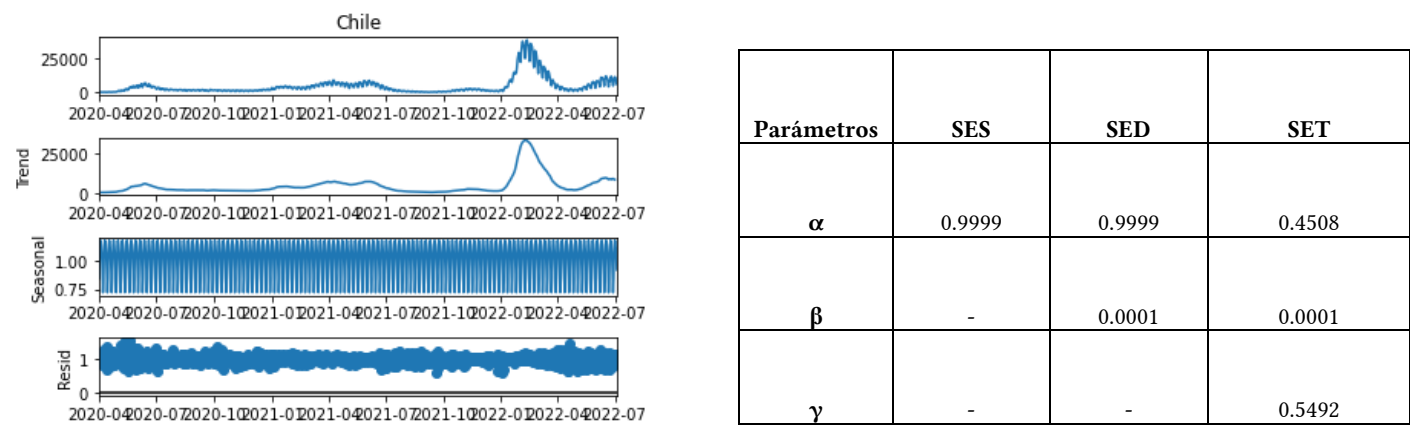 Chile
25000
0
2020-04 2020-07 2020-10 2021-01 2021-04 2021-07 2021-10 2022-01 2022-04 2022-07
Trend
25000
0
2020-04 2020-07 2020-10 2021-01 2021-04 2021-07 2021-10 2022-01 2022-04 2022-07
Seasonal
1.00
0.75
2020-04 2020-07 2020-10 2021-01 2021-04 2021-07 2021-10 2022-01 2022-04 2022-07
Resid
1
0
2020-04 2020-07 2020-10 2021-01 2021-04 2021-07 2021-10 2022-01 2022-04 2022-07
Parámetros SES SED SET
α 0.9999 0.9999 0.4508
β - 0.0001 0.0001
γ - - 0.5492